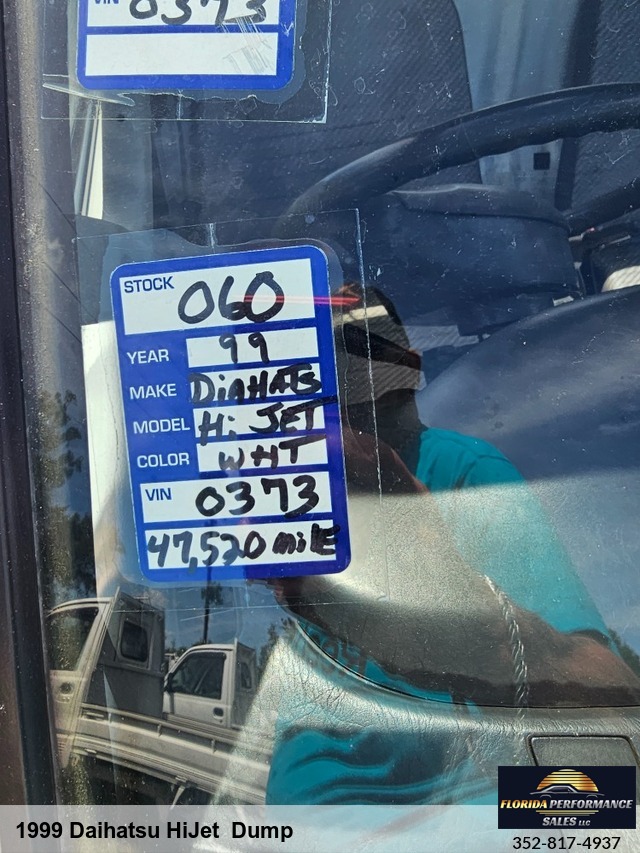 VIN 0373
STOCK 060
YEAR 99
MAKE DiAHATS
MODEL Hi JET
COLOR WHT
VIN 0373
47,520 milE
FLORIDA PERFORMANCE
SALES LLC
1999 Daihatsu HiJet Dump
352-817-4937